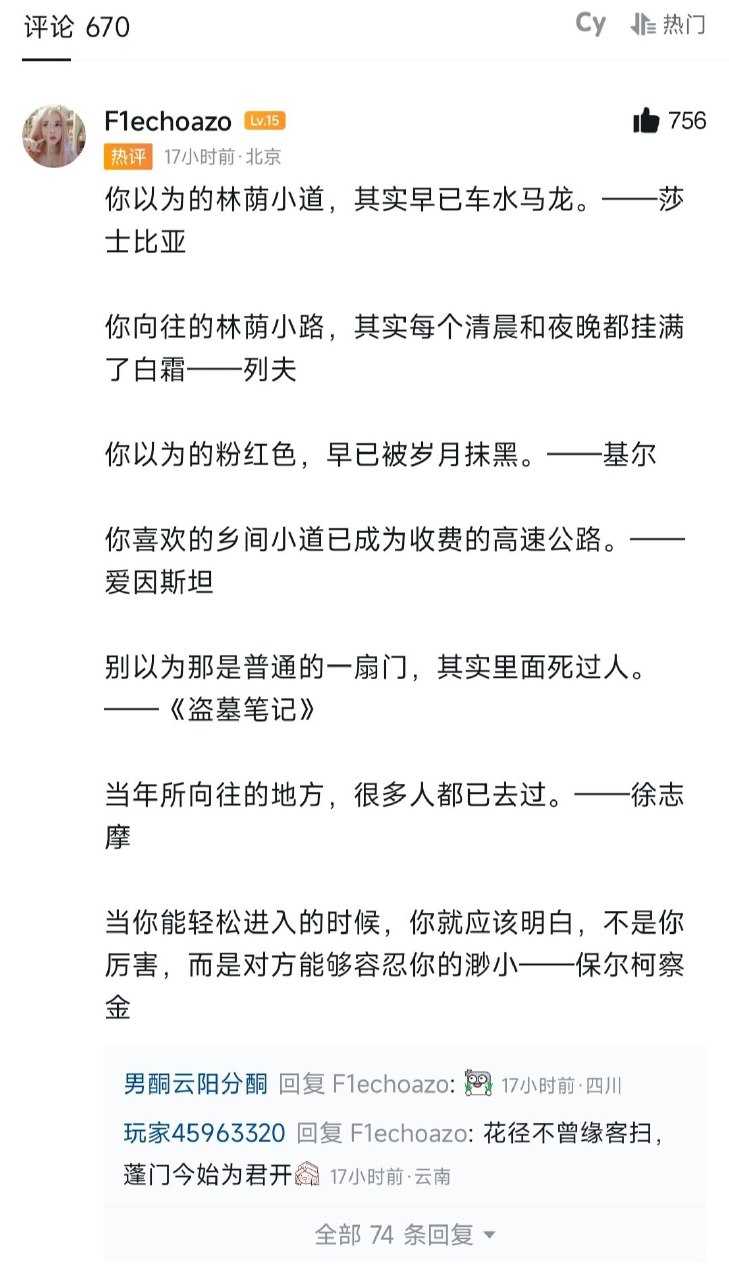 评论 670
Cy 热门
F1echoazo Lv.15 756
热评 17小时前·北京
你以为的林荫小道，其实早已车水马龙。——莎
士比亚
你向往的林荫小路，其实每个清晨和夜晚都挂满
了白霜——列夫
你以为的粉红色，早已被岁月抹黑。——基尔
你喜欢的乡间小道已成为收费的高速公路。——
爱因斯坦
别以为那是普通的一扇门，其实里面死过人。
——《盗墓笔记》
当年所向往的地方，很多人都已去过。——徐志
摩
当你能轻松进入的时候，你就应该明白，不是你
厉害，而是对方能够容忍你的渺小——保尔柯察
金
男酮云阳分酮 回复 F1echoazo: 17小时前·四川
玩家45963320 回复 F1echoazo: 花径不曾缘客扫，
蓬门今始为君开 17小时前·云南
全部 74 条回复